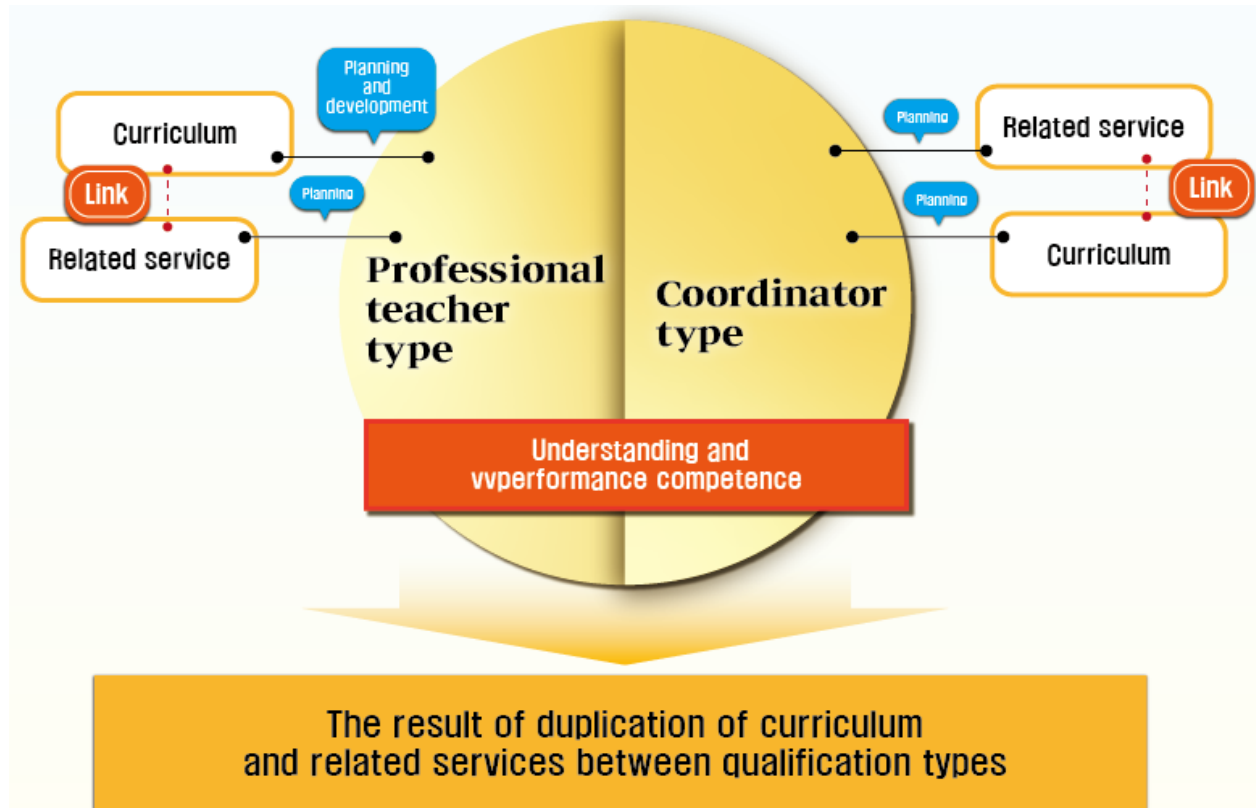 Planning
and
development
Curriculum
Link
Planning
Related service
Professional
teacher
type
Planning
Related service
Planning
Link
Curriculum
Coordinator
type
Understanding and
vvperformance competence
The result of duplication of curriculum
and related services between qualification types